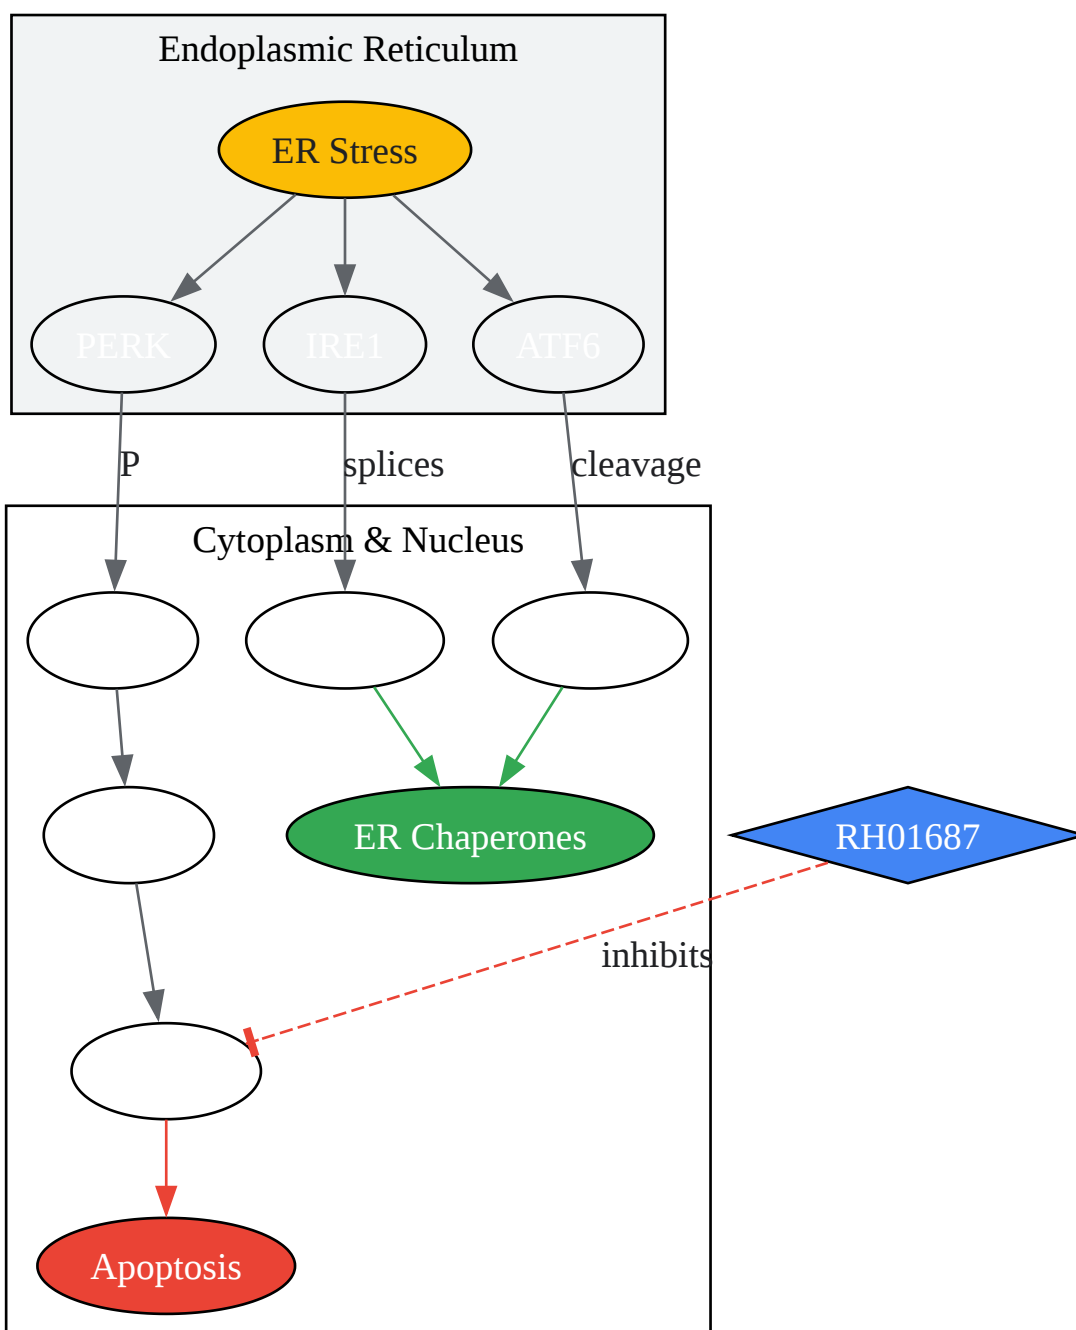 Endoplasmic Reticulum
ER Stress
PERK
IRE1
ATF6
P
splices
cleavage
Cytoplasm & Nucleus
ER Chaperones
RH01687
inhibits
Apoptosis